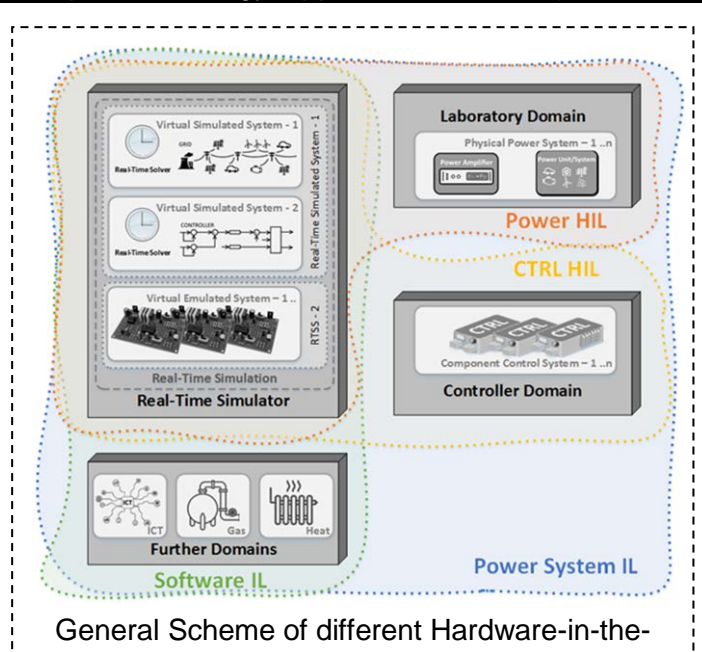 Virtual Simulated System - 1
GRID
Real-Time Solver
Virtual Simulated System - 2
CONTROLLER
Real-Time Solver
Real-Time Simulated System - 1
Virtual Emulated System – 1 ..
RTSS - 2
Real-Time Simulation
Real-Time Simulator
Laboratory Domain
Physical Power System – 1 ..n
Power Amplifier
Power Unit/System
Power HIL
CTRL HIL
CTRL CTRL CTRL
Component Control System – 1 ..n
Controller Domain
ICT
ICT
Gas
Heat
Further Domains
Software IL
Power System IL
General Scheme of different Hardware-in-the-